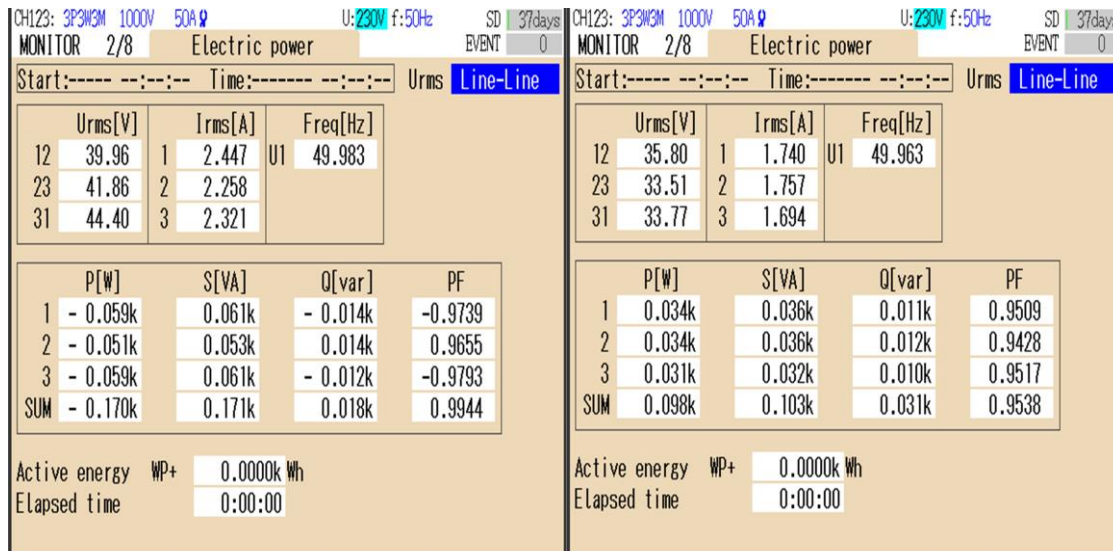 CH123: 3P3W3M 1000V 50A U:230V f:50Hz SD 37days
MONITOR 2/8 Electric power EVENT 0
Start:----- --:--:-- Time:------- --:--:-- Urms Line-Line
Urms[V] Irms[A] Freq[Hz]
12 39.96 1 2.447 U1 49.983
23 41.86 2 2.258
31 44.40 3 2.321
P[W] S[VA] Q[var] PF
1 - 0.059k 0.061k - 0.014k -0.9739
2 - 0.051k 0.053k 0.014k 0.9655
3 - 0.059k 0.061k - 0.012k -0.9793
SUM - 0.170k 0.171k 0.018k 0.9944
Active energy WP+ 0.0000k Wh
Elapsed time 0:00:00
CH123: 3P3W3M 1000V 50A U:230V f:50Hz SD 37days
MONITOR 2/8 Electric power EVENT 0
Start:----- --:--:-- Time:------- --:--:-- Urms Line-Line
Urms[V] Irms[A] Freq[Hz]
12 35.80 1 1.740 U1 49.963
23 33.51 2 1.757
31 33.77 3 1.694
P[W] S[VA] Q[var] PF
1 0.034k 0.036k 0.011k 0.9509
2 0.034k 0.036k 0.012k 0.9428
3 0.031k 0.032k 0.010k 0.9517
SUM 0.098k 0.103k 0.031k 0.9538
Active energy WP+ 0.0000k Wh
Elapsed time 0:00:00